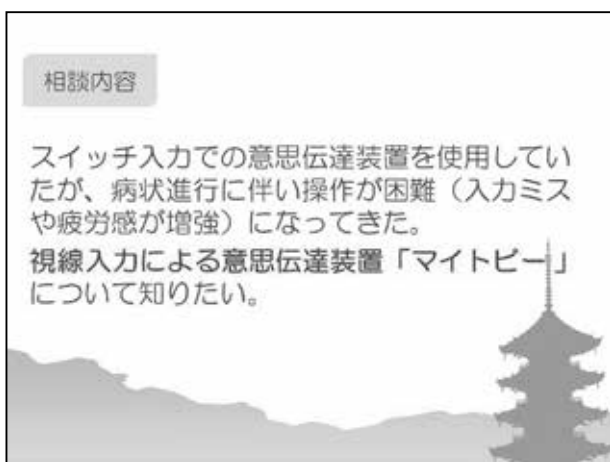 相談内容
スイッチ入力での意思伝達装置を使用してい
たが、病状進行に伴い操作が困難（入力ミス
や疲労感が増強）になってきた。
視線入力による意思伝達装置「マイトビー」
について知りたい。